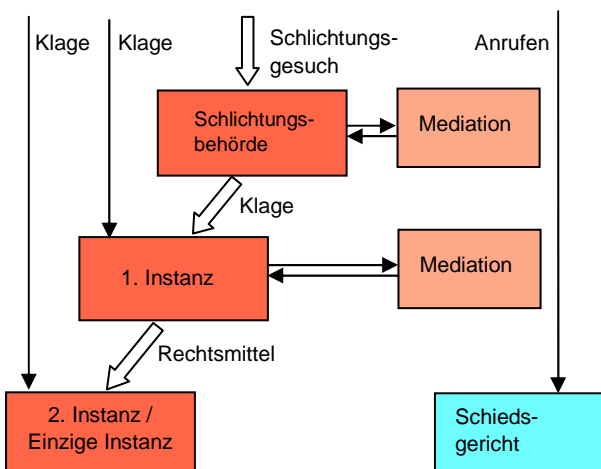 Klage
Klage
Schlichtungs-
gesuch
Anrufen
Schlichtungs-
behörde
Mediation
Klage
1. Instanz
Mediation
Rechtsmittel
2. Instanz /
Einzige Instanz
Schieds-
gericht